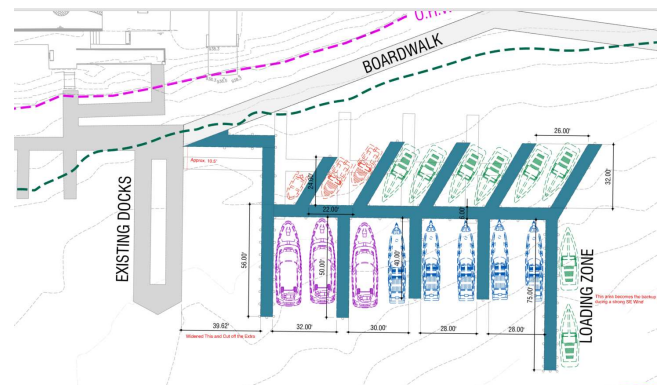 U.H.W
BOARDWALK
EXISTING DOCKS
Approx. 10.5'
26.00'
32.00'
24.00'
22.00'
56.00'
50.00'
40.00'
75.00'
39.62'
32.00'
30.00'
28.00'
28.00'
Widened This and Cut off the Extra
LOADING ZONE
This area becomes the backup
during a strong SE Wind